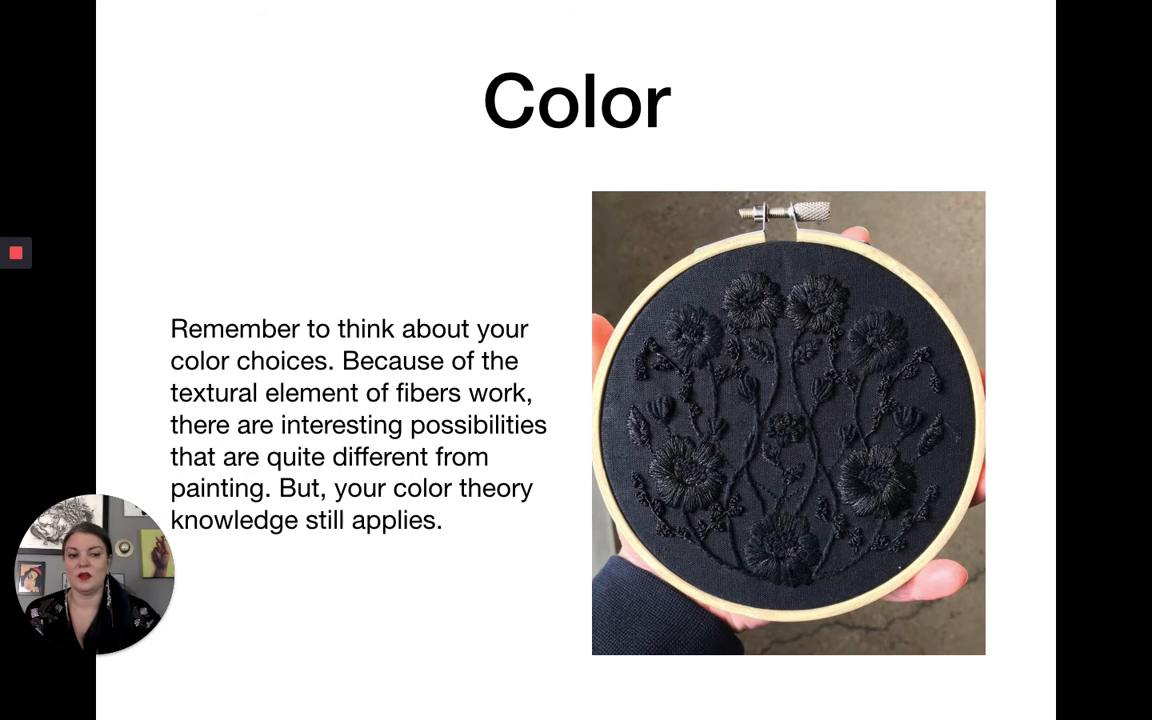 Color
Remember to think about your
color choices. Because of the
textural element of fibers work,
there are interesting possibilities
that are quite different from
painting. But, your color theory
knowledge still applies.